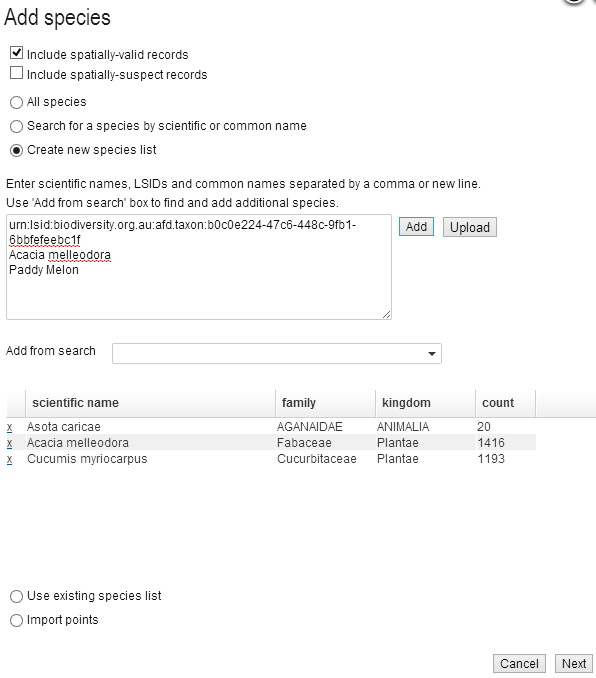 Add species
Include spatially-valid records
Include spatially-suspect records
All species
Search for a species by scientific or common name
Create new species list
Enter scientific names, LSIDs and common names separated by a comma or new line.
Use 'Add from search' box to find and add additional species.
urn:lsid:biodiversity.org.au:afd.taxon:b0c0e224-47c6-448c-9fb1-
6bbfefeebc1f
Acacia melleodora
Paddy Melon
Add Upload
Add from search
scientific name family kingdom count
x Asota caricae AGANAIDAE ANIMALIA 20
x Acacia melleodora Fabaceae Plantae 1416
x Cucumis myriocarpus Cucurbitaceae Plantae 1193
Use existing species list
Import points
Cancel Next